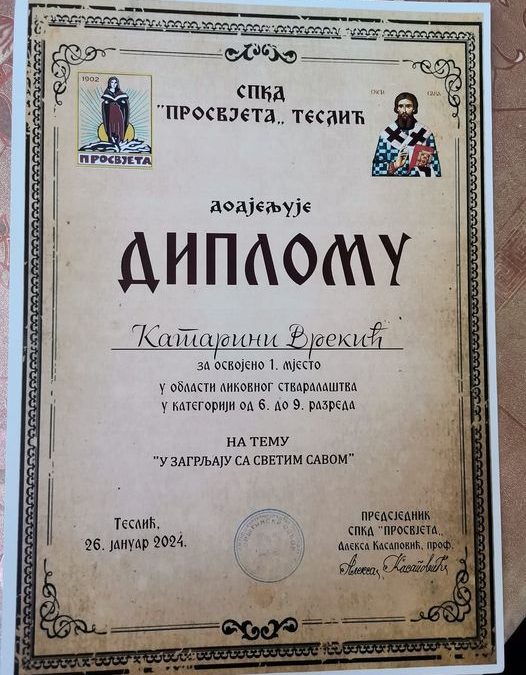 1902
ПРОСВЈЕТА
СПКД
"ПРОСВЈЕТА,, ТЕСЛИЋ
додјељује
ДИПЛОМУ
Катарини Врекић
за освојено 1. мјесто
у области ликовног стваралаштва
у категорији од 6. до 9. разреда
НА ТЕМУ
"У ЗАГРЉАЈУ СА СВЕТИМ САВОМ"
Теслић,
26. јануар 2024.
ПРЕДСЈЕДНИК
СПКД "ПРОСВЈЕТА,,
Алекса Касаповић, проф.
Алекса Касаповић